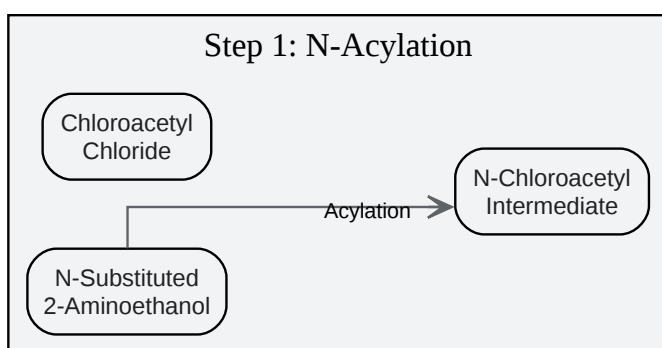 Step 1: N-Acylation
Chloroacetyl
Chloride
N-Chloroacetyl
Intermediate
Acylation
N-Substituted
2-Aminoethanol